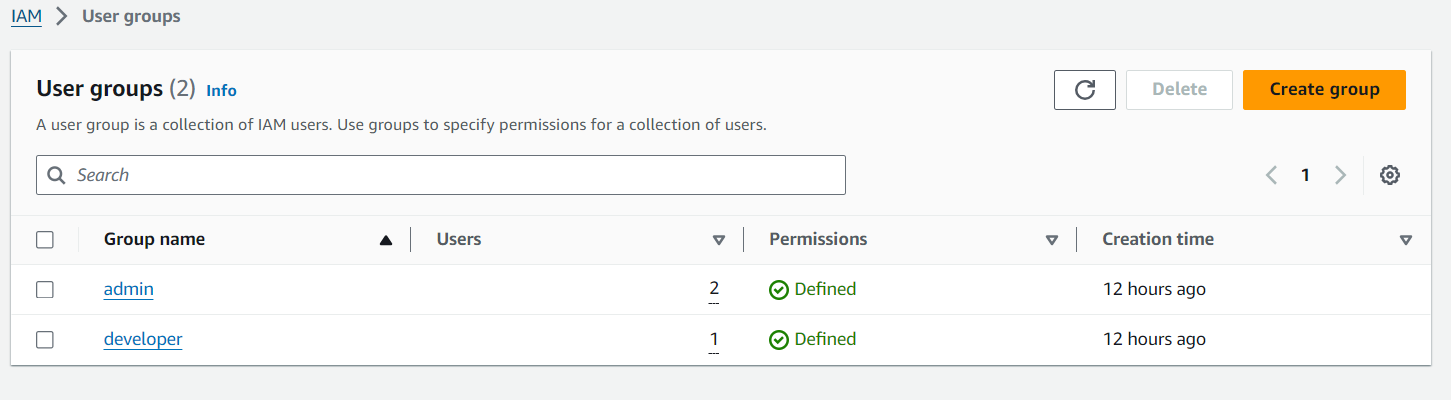 IAM > User groups
User groups (2) Info
Delete
Create group
A user group is a collection of IAM users. Use groups to specify permissions for a collection of users.
Search
1
Group name Users Permissions Creation time
admin 2 Defined 12 hours ago
developer 1 Defined 12 hours ago